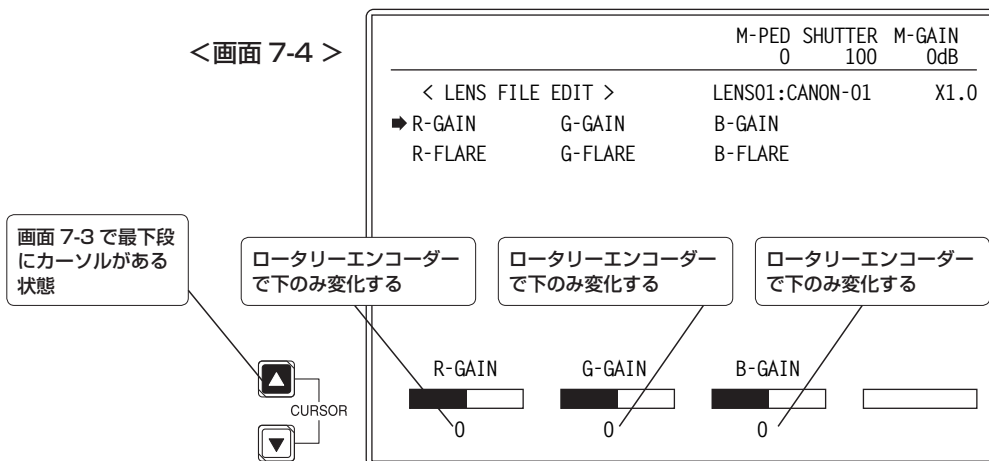 ＜画面 7-4 ＞
M-PED SHUTTER M-GAIN
0 100 0dB
< LENS FILE EDIT > LENS01:CANON-01 X1.0
➡ R-GAIN G-GAIN B-GAIN
R-FLARE G-FLARE B-FLARE
画面 7-3 で最下段
にカーソルがある
状態
ロータリーエンコーダー
で下のみ変化する
ロータリーエンコーダー
で下のみ変化する
ロータリーエンコーダー
で下のみ変化する
R-GAIN G-GAIN B-GAIN
CURSOR
0 0 0